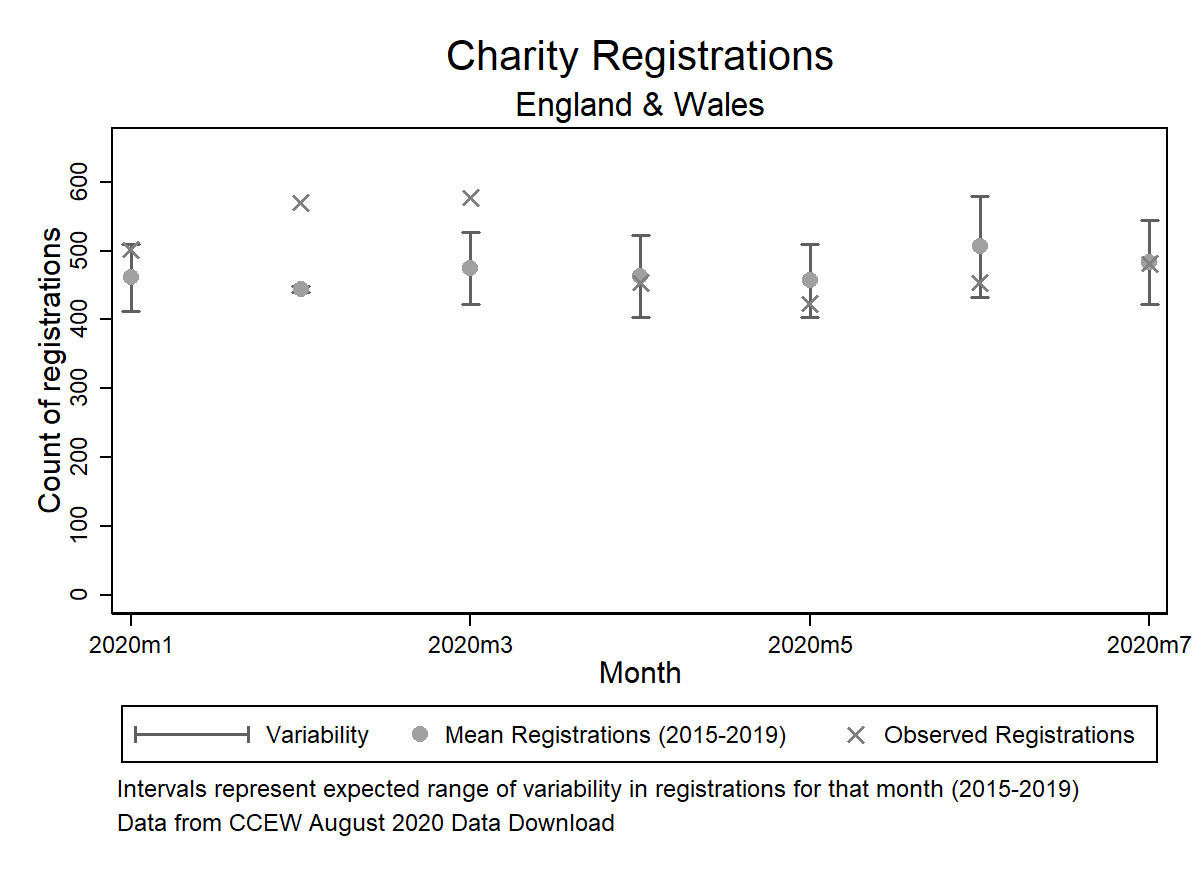 Charity Registrations
England & Wales
Count of registrations
600
500
400
300
200
100
0
2020m1 2020m3 2020m5 2020m7
Month
Variability Mean Registrations (2015-2019) Observed Registrations
Intervals represent expected range of variability in registrations for that month (2015-2019)
Data from CCEW August 2020 Data Download